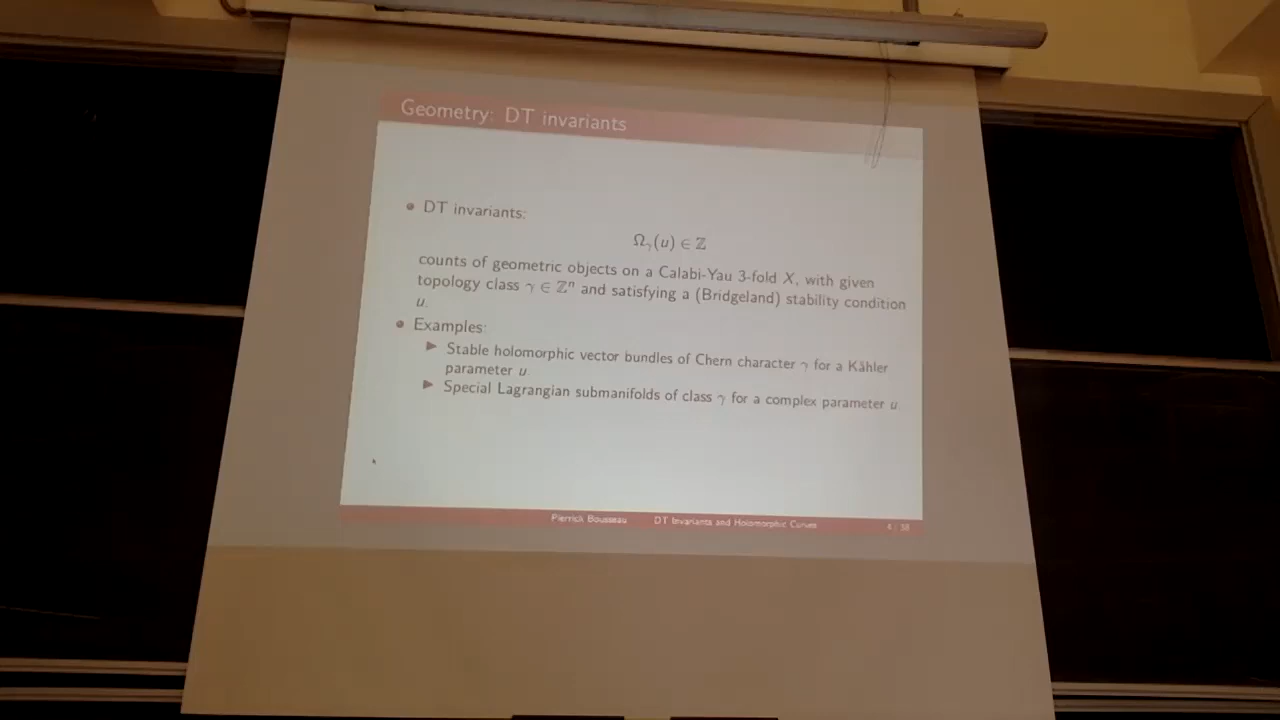 Geometry: DT invariants
• DT invariants:
Ωᵧ(u) ∈ ℤ
counts of geometric objects on a Calabi-Yau 3-fold X, with given
topology class γ ∈ ℤⁿ and satisfying a (Bridgeland) stability condition
u.
• Examples:
▶ Stable holomorphic vector bundles of Chern character γ for a Kähler
parameter u.
▶ Special Lagrangian submanifolds of class γ for a complex parameter u.
Pierrick Bousseau DT Invariants and Holomorphic Curves 4 / 38